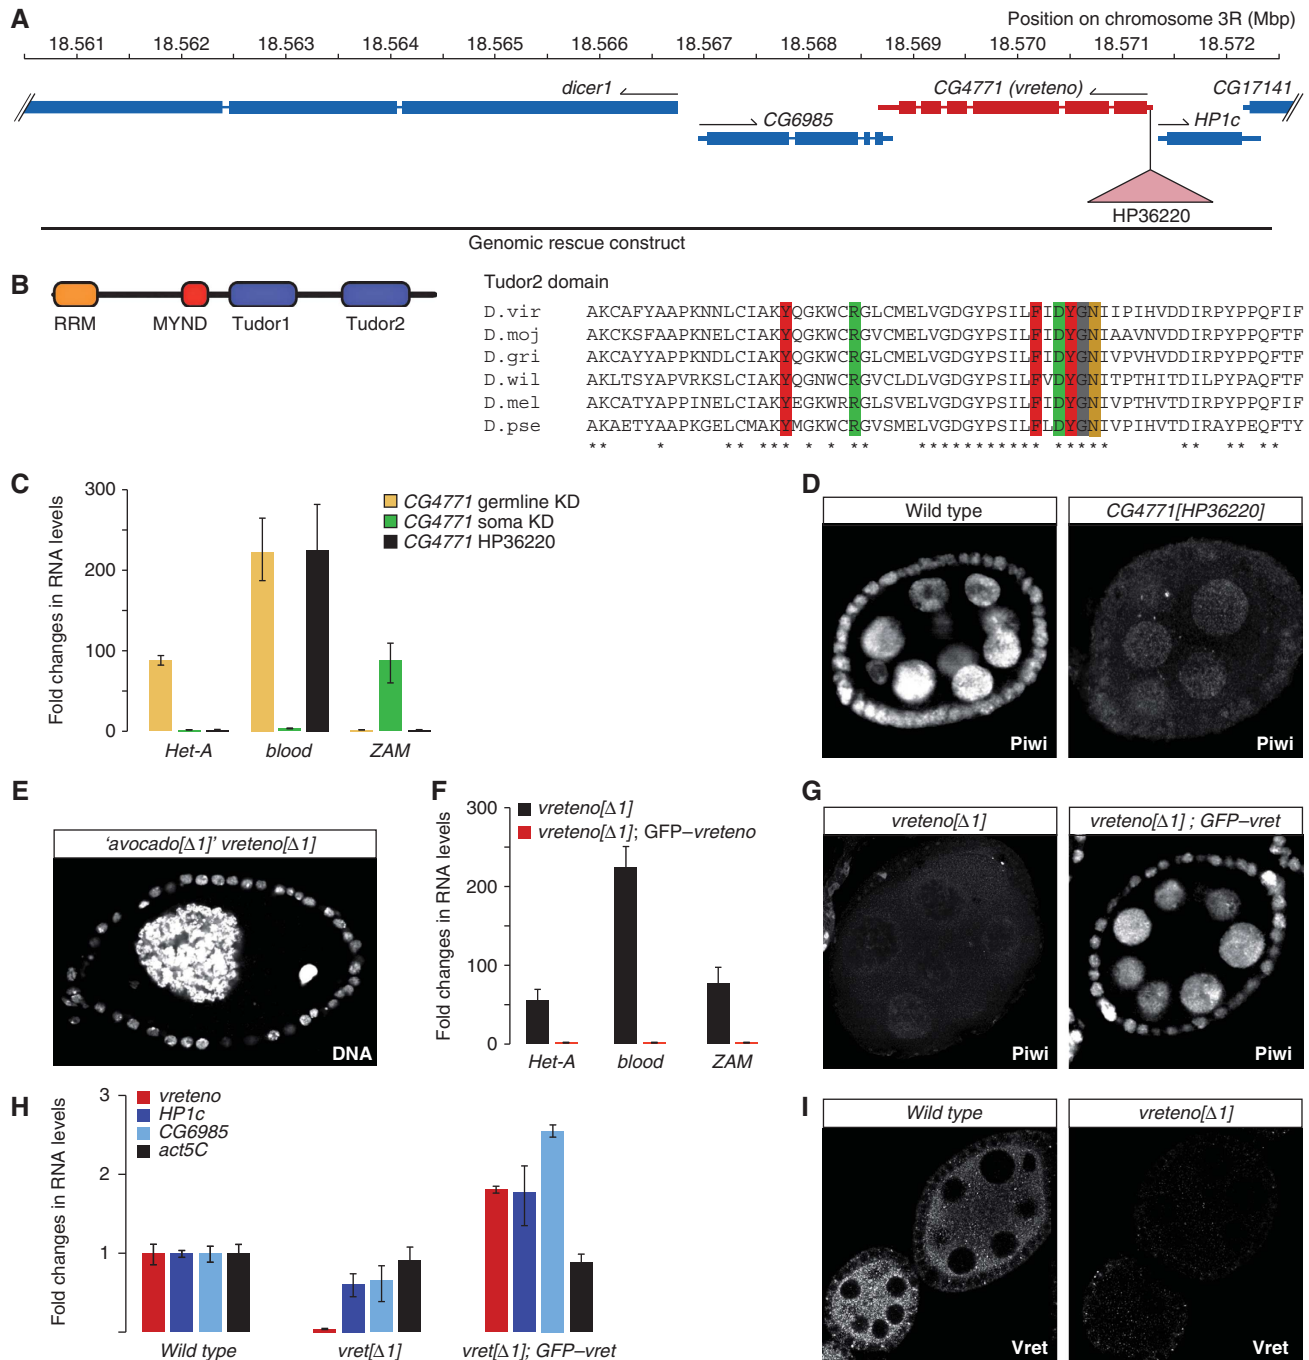 A
Position on chromosome 3R (Mbp)
18.561 18.562 18.563 18.564 18.565 18.566 18.567 18.568 18.569 18.570 18.571 18.572
dicer1
CG4771 (vreteno)
CG17141
CG6985
HP1c
HP36220
Genomic rescue construct
B
RRM MYND Tudor1 Tudor2
Tudor2 domain
D.vir AKCAFYAAPKNNLCIAKYQGKWCRGLCMELVGDGYPSILFIDYGNIIPIHVDDIRPYPPQFIF
D.moj AKCKSFAAPKNDLCIAKYQGKWCRGVCMELVGDGYPSILFIDYGNIAAVNVDDIRPYPPQFTF
D.gri AKCAYYAAPKNELCIAKYQGKWCRGLCMELVGDGYPSILFIDYGNIVPVHVDDIRPYPPQFTF
D.wil AKLTSYAPVRKSLCIAKYQGNWCRGVCLDLVGDGYPSILFVDYGNITPTHITDILPYPAQFTF
D.mel AKCATYAPPINELCIAKYEGKWRRGLSVELVGDGYPSILFIDYGNIVPTHVTDIRPYPPQFTF
D.pse AKAETYAAPKGELCMAKYMGKWCRGVSMELVGDGYPSILFLDYGNIVPIHVTDIRAYPEQFTY
** * ** *** * ** ** *********** ***** ** *** **
C
Fold changes in RNA levels
300
200
100
0
CG4771 germline KD
CG4771 soma KD
CG4771 HP36220
Het-A blood ZAM
D
Wild type
CG4771[HP36220]
Piwi
Piwi
E
'avocado[Δ1]' vreteno[Δ1]
DNA
F
Fold changes in RNA levels
300
200
100
0
vreteno[Δ1]
vreteno[Δ1]; GFP–vreteno
Het-A blood ZAM
G
vreteno[Δ1]
vreteno[Δ1] ; GFP–vret
Piwi
Piwi
H
Fold changes in RNA levels
3
2
1
vreteno
HP1c
CG6985
act5C
Wild type vret[Δ1] vret[Δ1]; GFP–vret
I
Wild type
vreteno[Δ1]
Vret
Vret